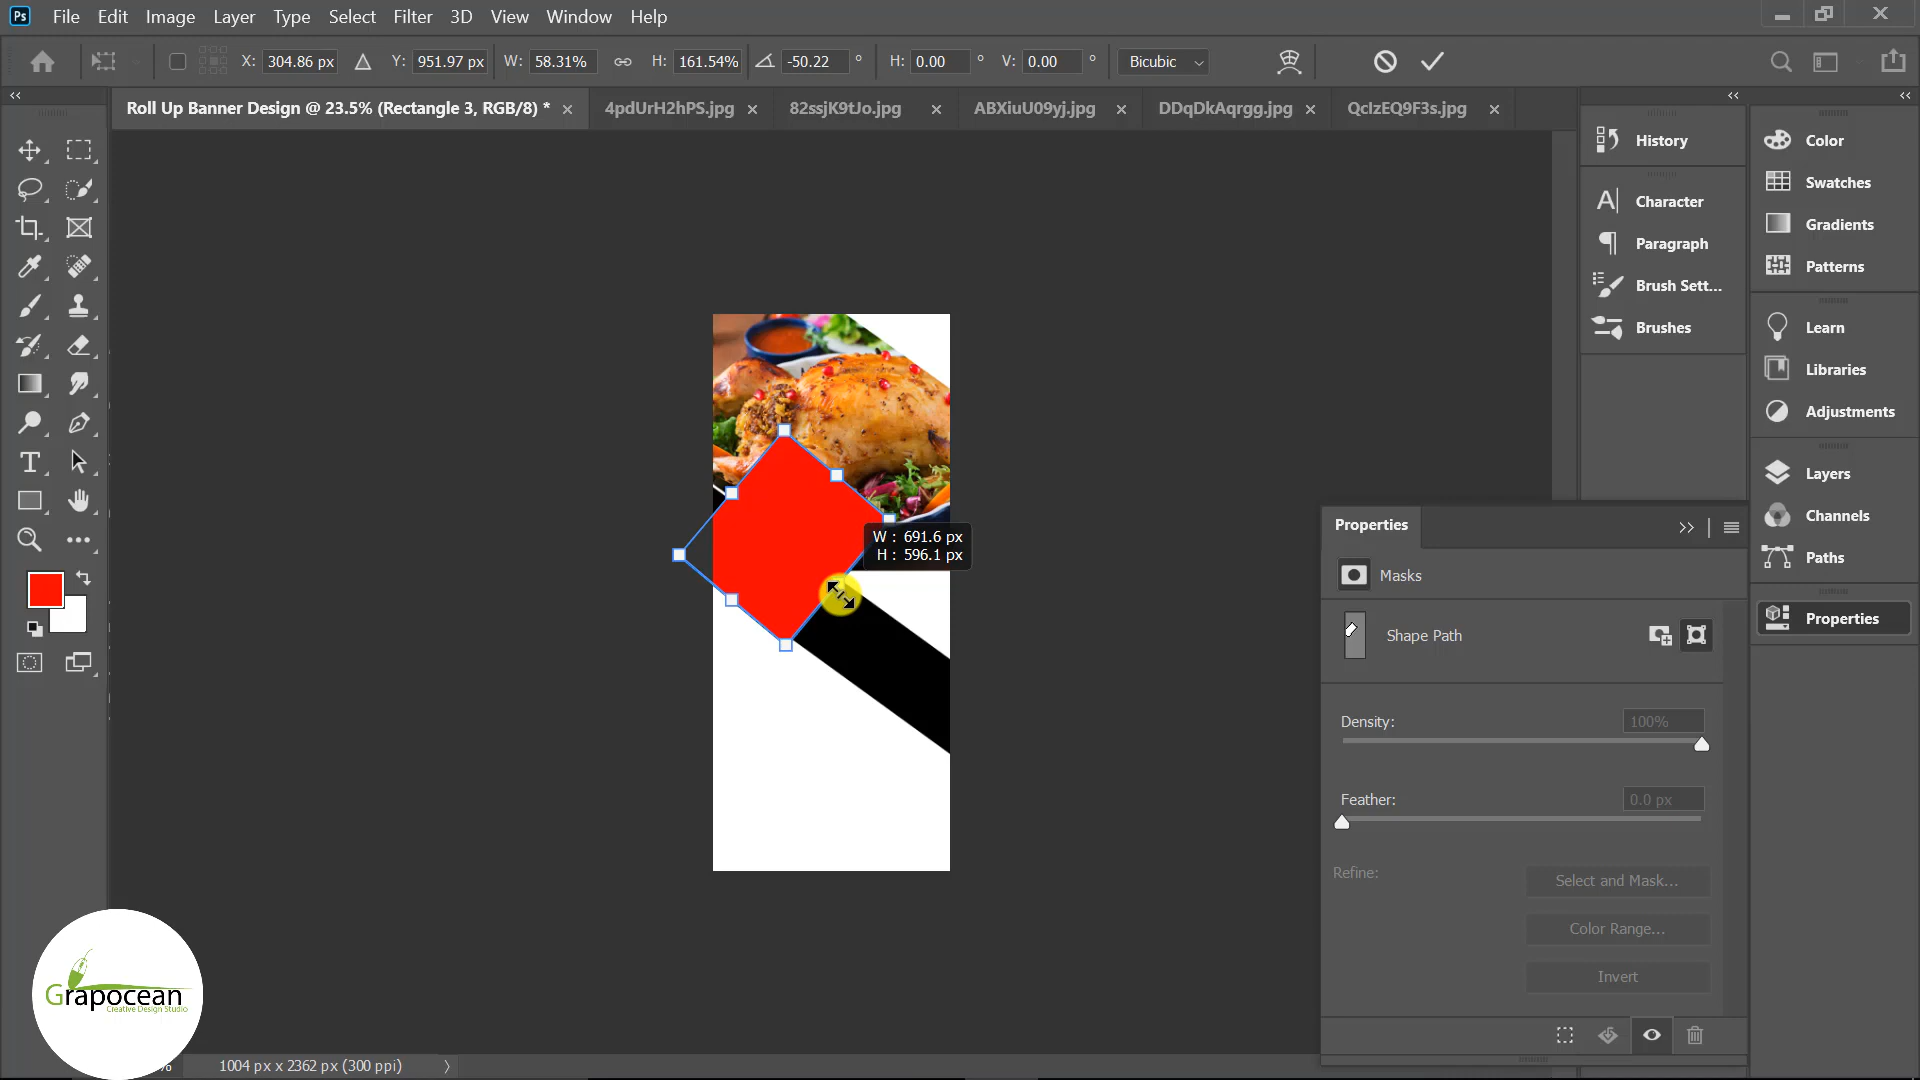 Ps File Edit Image Layer Type Select Filter 3D View Window Help
X: 304.86 px Y: 951.97 px W: 58.31% H: 161.54% -50.22 ° H: 0.00 ° V: 0.00 ° Bicubic
Roll Up Banner Design @ 23.5% (Rectangle 3, RGB/8) * × 4pdUrH2hPS.jpg × 82ssjK9tJo.jpg × ABXiuU09yj.jpg × DDqDkAqrgg.jpg × QcIzEQ9F3s.jpg ×
History
Character
Paragraph
Brush Sett...
Brushes
Color
Swatches
Gradients
Patterns
Learn
Libraries
Adjustments
Layers
Channels
Paths
Properties
W : 691.6 px
H : 596.1 px
Properties
Masks
Shape Path
Density: 100%
Feather: 0.0 px
Refine: Select and Mask...
Color Range...
Invert
Grapocean
Creative Design Studio
% 1004 px x 2362 px (300 ppi)